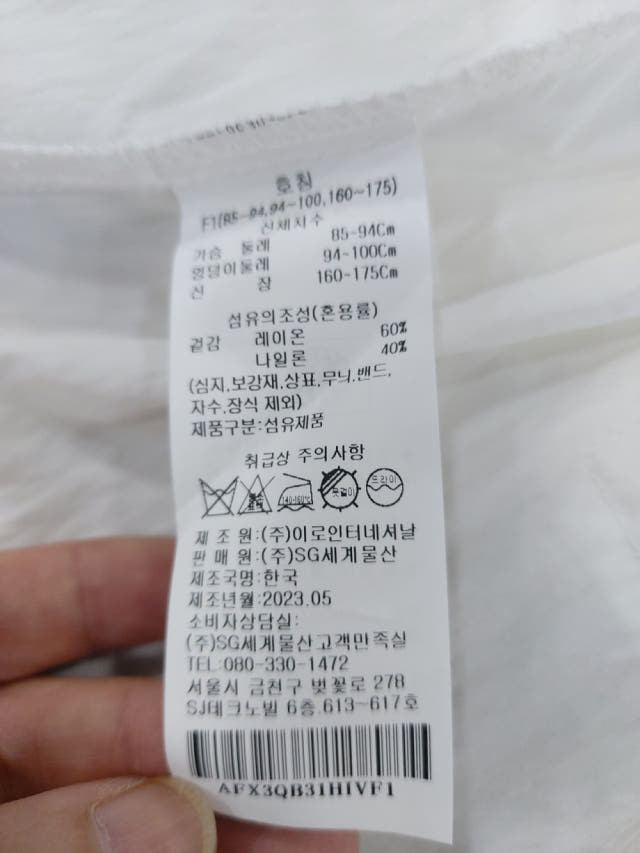 호칭
F1(85-94,94~100,160~175)
신체치수
가슴 둘레 85-94Cm
엉덩이둘레 94-100Cm
신 장 160-175Cm
섬유의조성(혼용률)
겉감 레이온 60%
나일론 40%
(심지,보강재,상표,무늬,밴드,
자수,장식 제외)
제품구분:섬유제품
취급상 주의사항
140-160℃ 옷걸이 드라이
제 조 원:(주)이로인터네셔날
판 매 원:(주)SG세계물산
제조국명:한국
제조년월:2023.05
소비자상담실:
(주)SG세계물산고객만족실
TEL:080-330-1472
서울시 금천구 벚꽃로 278
SJ테크노빌 6층.613-617호
AFX3QB31HIVF1